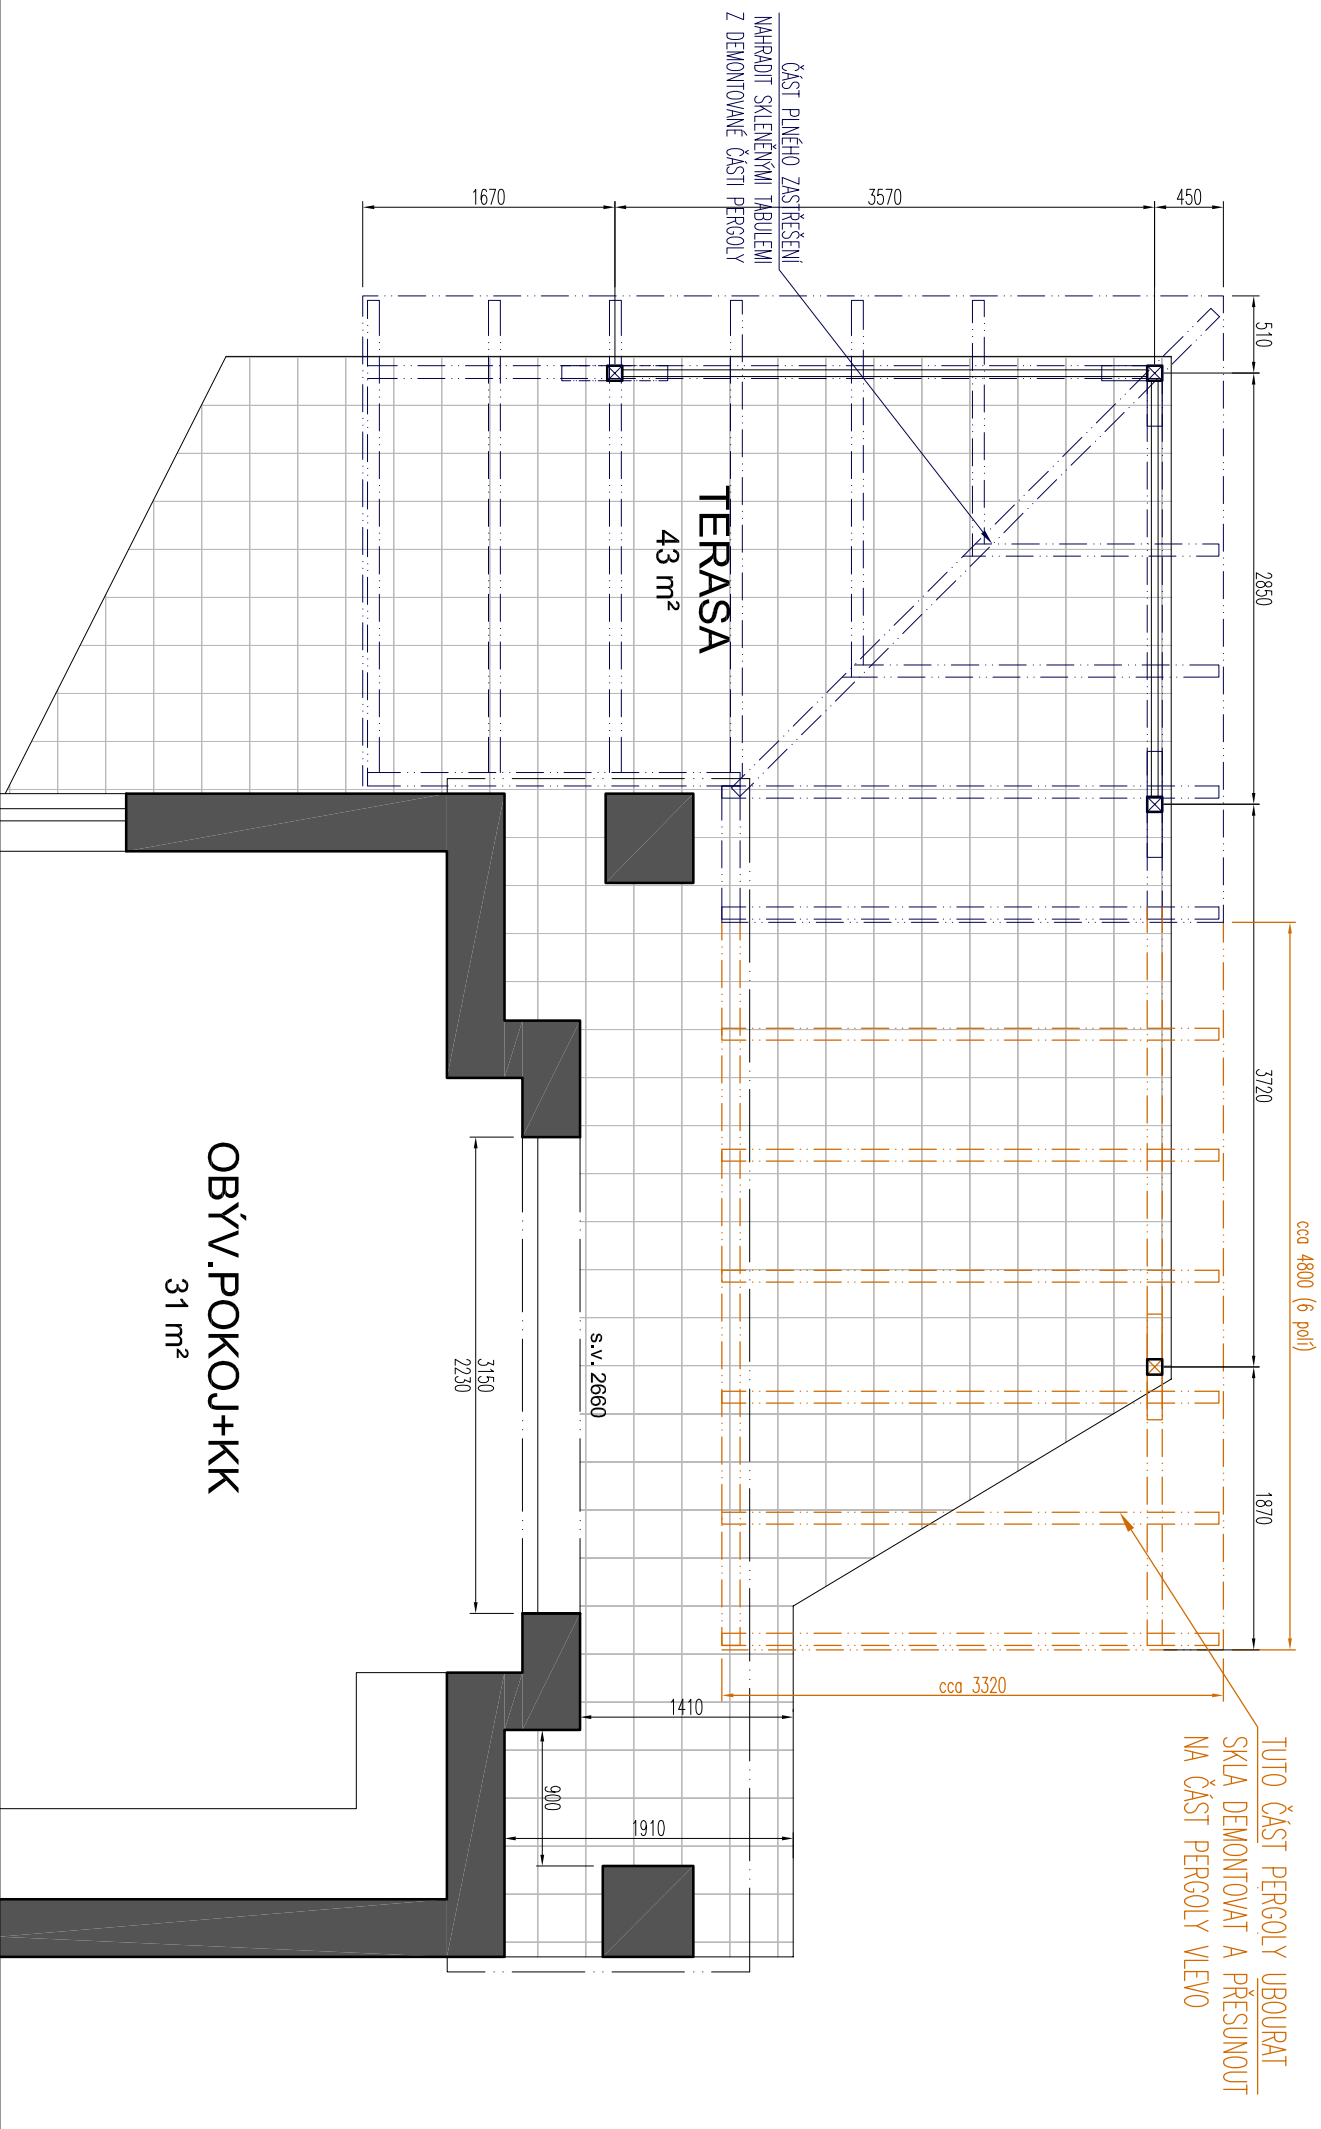 ČÁST PLNÉHO ZASTŘEŠENÍ
NAHRADIT SKLENĚNÝMI TABULEMI
Z DEMONTOVANÉ ČÁSTI PERGOLY
1670
3570
450
510
2850
3720
1870
cca 4800 (6 polí)
TERASA
43 m²
s.v. 2660
3150
2230
OBÝV.POKOJ+KK
31 m²
cca 3320
1410
900
1910
TUTO ČÁST PERGOLY UBOURAT
SKLA DEMONTOVAT A PŘESUNOUT
NA ČÁST PERGOLY VLEVO